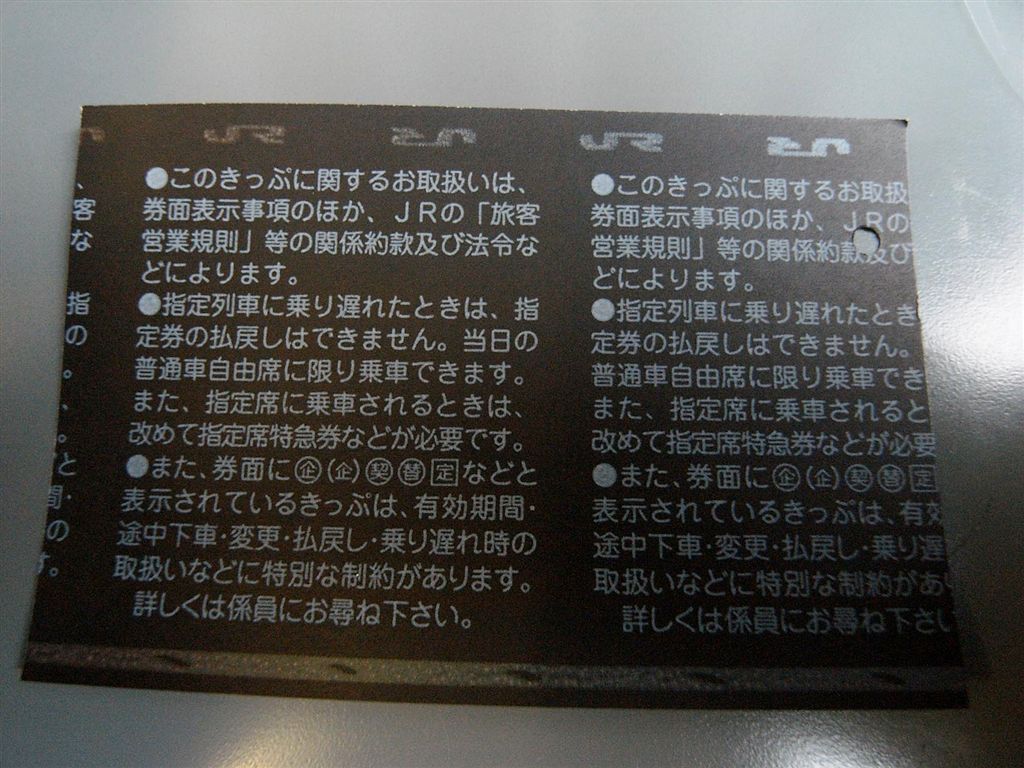 JR JR JR JR
、
客
な
指
の
。
、
。
と
間・
の
す。
●このきっぷに関するお取扱いは、
券面表示事項のほか、JRの「旅客
営業規則」等の関係約款及び法令な
どによります。
●指定列車に乗り遅れたときは、指
定券の払戻しはできません。当日の
普通車自由席に限り乗車できます。
また、指定席に乗車されるときは、
改めて指定席特急券などが必要です。
●また、券面に㊭(企)㊋㊬定などと
表示されているきっぷは、有効期間・
途中下車・変更・払戻し・乗り遅れ時の
取扱いなどに特別な制約があります。
詳しくは係員にお尋ね下さい。
●このきっぷに関するお取扱
券面表示事項のほか、JRの
営業規則」等の関係約款及び
どによります。
●指定列車に乗り遅れたとき
定券の払戻しはできません。
普通車自由席に限り乗車でき
また、指定席に乗車されると
改めて指定席特急券などが必要
●また、券面に企(企)契替定
表示されているきっぷは、有効
途中下車・変更・払戻し・乗り遅
取扱いなどに特別な制約があり
詳しくは係員にお尋ね下さい